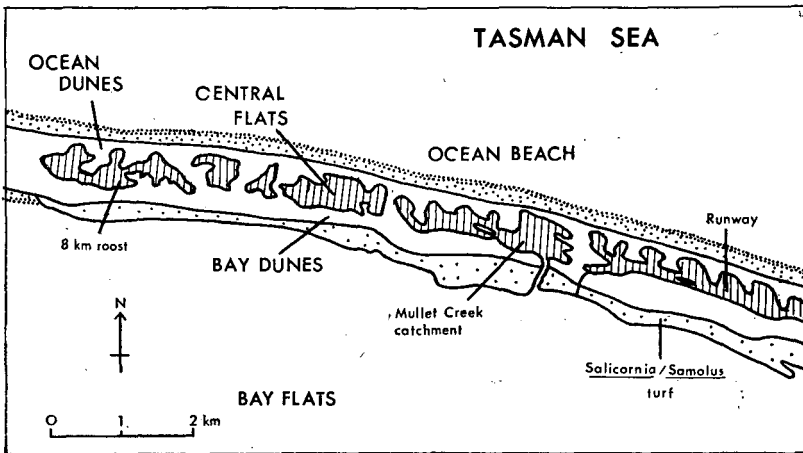 TASMAN SEA
OCEAN
DUNES
CENTRAL
FLATS
OCEAN BEACH
Runway
8 km roost
BAY DUNES
Mullet Creek
catchment
N
Salicornia/Samolus
turf
BAY FLATS
0 1 2 km